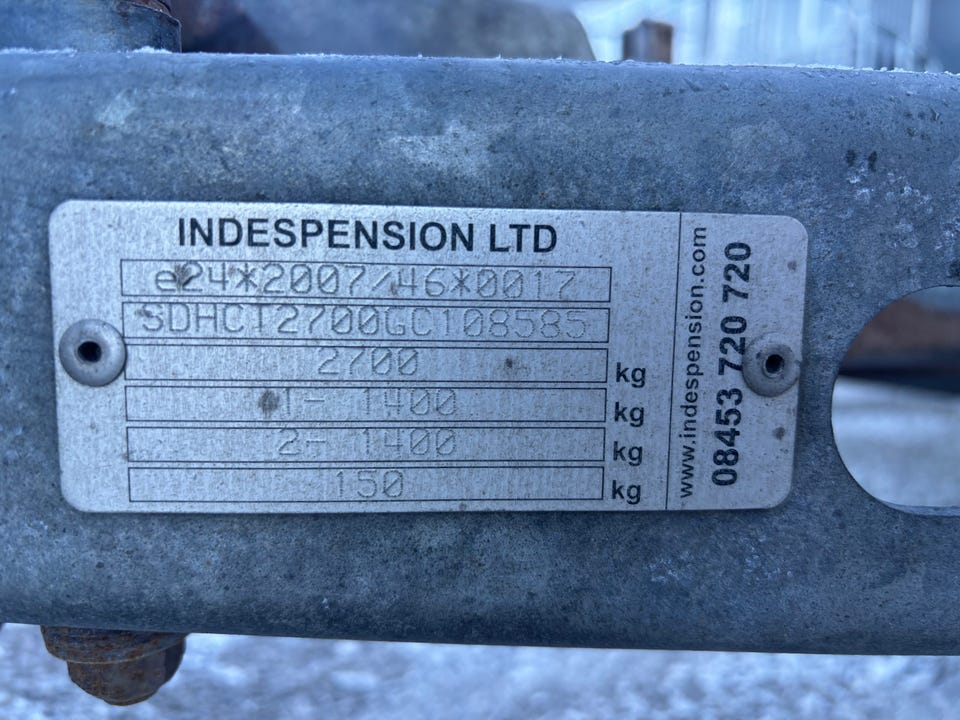 INDESPENSION LTD
e24*2007/46*0017
SDHCT2700GC108585
2700 kg
1- 1400 kg
2- 1400 kg
150 kg
www.indespension.com
08453 720 720